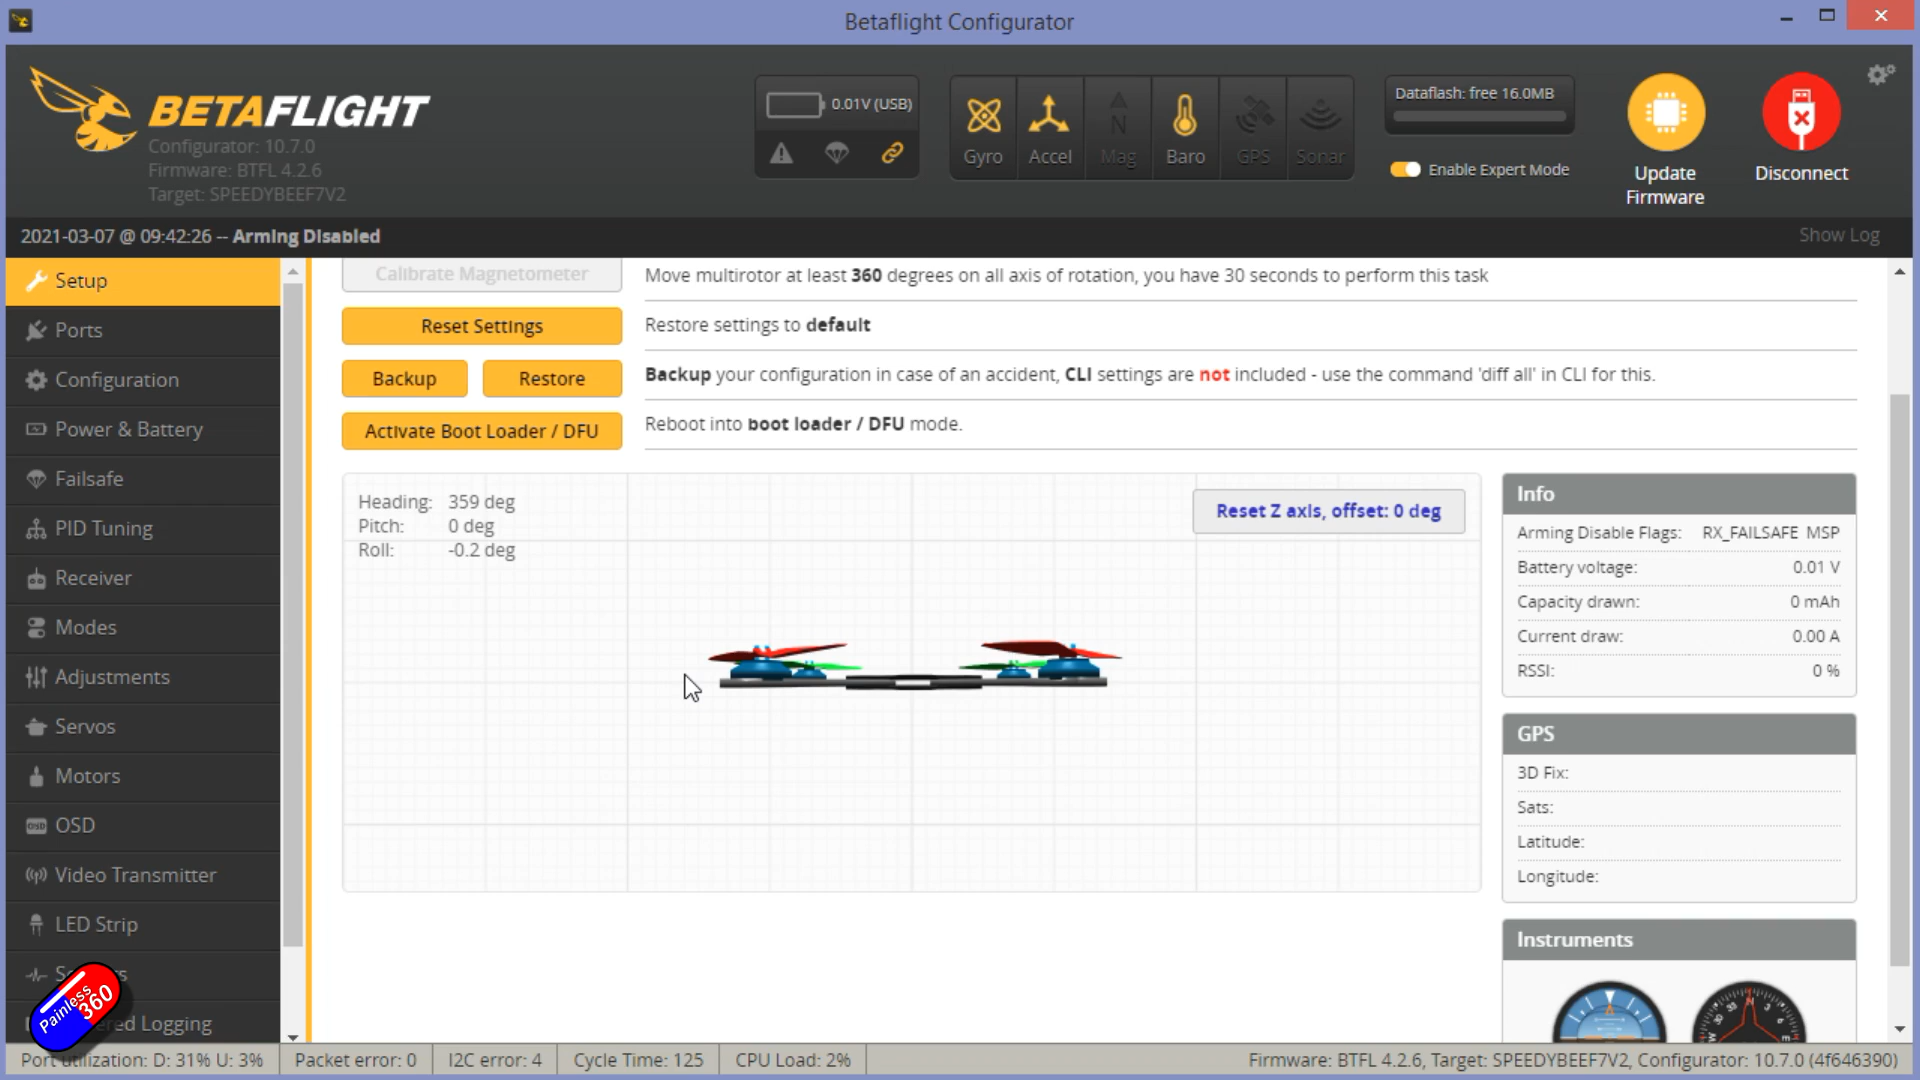 Betaflight Configurator
BETAFLIGHT
Configurator: 10.7.0
Firmware: BTFL 4.2.6
Target: SPEEDYBEEF7V2
0.01V (USB)
Gyro
Accel
N
Mag
Baro
GPS
Sonar
Dataflash: free 16.0MB
Enable Expert Mode
Update
Firmware
Disconnect
2021-03-07 @ 09:42:26 -- Arming Disabled
Show Log
Setup
Ports
Configuration
Power & Battery
Failsafe
PID Tuning
Receiver
Modes
Adjustments
Servos
Motors
OSD
OSD
Video Transmitter
LED Strip
Painless
360
Logging
Calibrate Magnetometer
Move multirotor at least 360 degrees on all axis of rotation, you have 30 seconds to perform this task
Reset Settings
Restore settings to default
Backup
Restore
Backup your configuration in case of an accident, CLI settings are not included - use the command 'diff all' in CLI for this.
Activate Boot Loader / DFU
Reboot into boot loader / DFU mode.
Heading: 359 deg
Pitch: 0 deg
Roll: -0.2 deg
Reset Z axis, offset: 0 deg
Info
Arming Disable Flags: RX_FAILSAFE MSP
Battery voltage: 0.01 V
Capacity drawn: 0 mAh
Current draw: 0.00 A
RSSI: 0 %
GPS
3D Fix:
Sats:
Latitude:
Longitude:
Instruments
Port utilization: D: 31% U: 3%
Packet error: 0
I2C error: 4
Cycle Time: 125
CPU Load: 2%
Firmware: BTFL 4.2.6, Target: SPEEDYBEEF7V2, Configurator: 10.7.0 (4f646390)